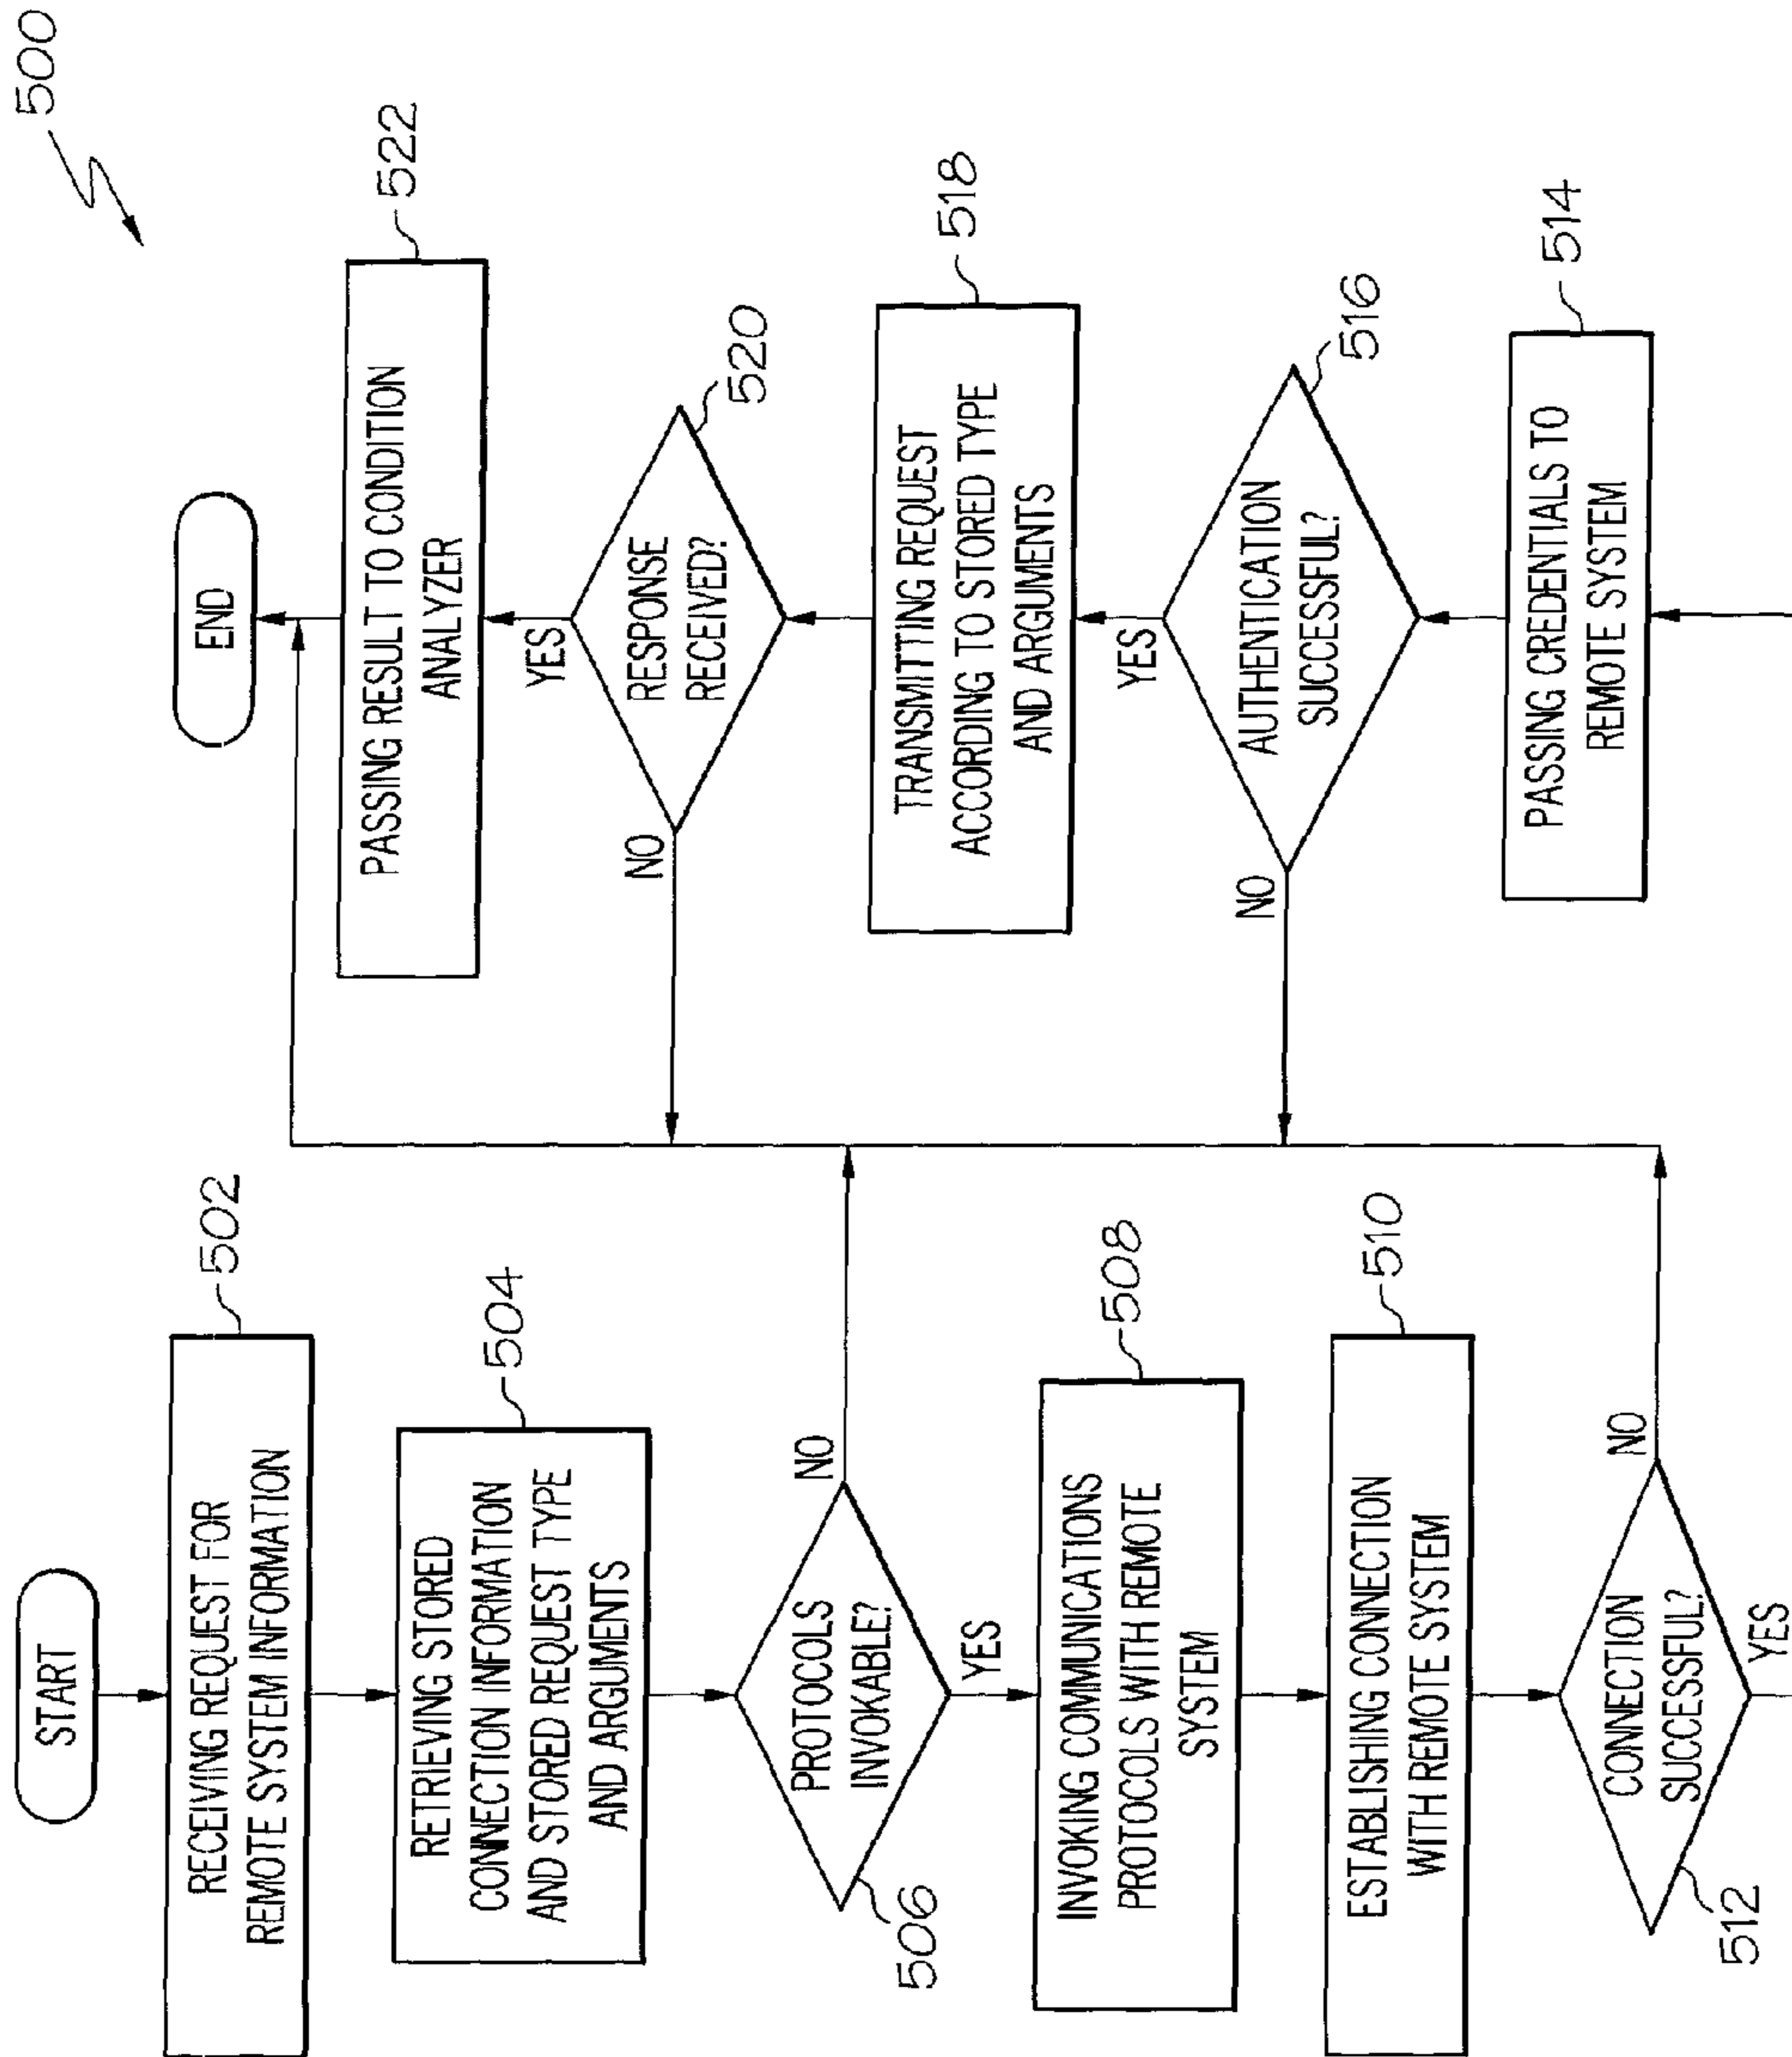 500
START
RECEIVING REQUEST FOR
REMOTE SYSTEM INFORMATION
502
RETRIEVING STORED
CONNECTION INFORMATION
AND STORED REQUEST TYPE
AND ARGUMENTS
504
PROTOCOLS
INVOKABLE?
506
NO
YES
INVOKING COMMUNICATIONS
PROTOCOLS WITH REMOTE
SYSTEM
508
ESTABLISHING CONNECTION
WITH REMOTE SYSTEM
510
CONNECTION
SUCCESSFUL?
512
NO
YES
PASSING CREDENTIALS TO
REMOTE SYSTEM
514
AUTHENTICATION
SUCCESSFUL?
516
NO
YES
TRANSMITTING REQUEST
ACCORDING TO STORED TYPE
AND ARGUMENTS
518
RESPONSE
RECEIVED?
520
NO
YES
PASSING RESULT TO CONDITION
ANALYZER
522
END